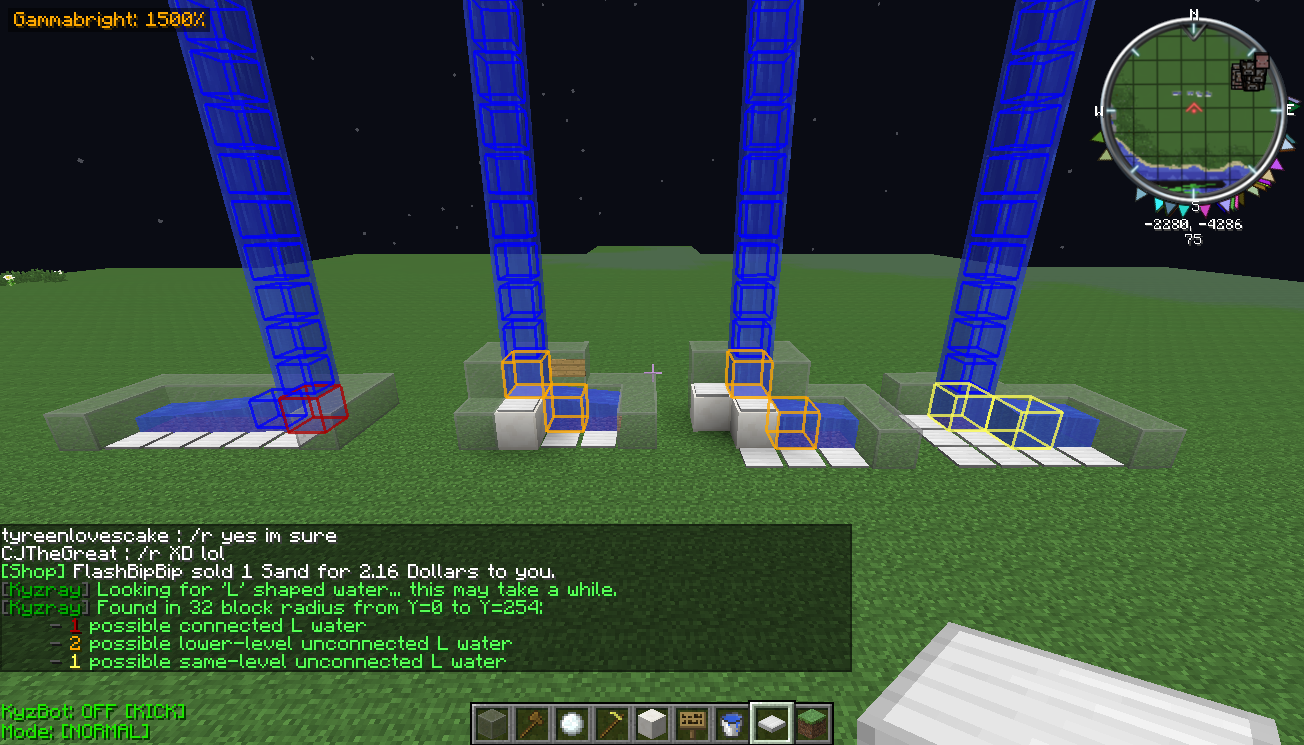 Gammabright: 1500%
N
W
E
S
-2280, -4286
75
tyreenlovescake : /r yes im sure
CJTheGreat : /r XD lol
[Shop] FlashBipBip sold 1 Sand for 2.16 Dollars to you.
[Kyzray] Looking for 'L' shaped water... this may take a while.
[Kyzray] Found in 32 block radius from Y=0 to Y=254:
- 1 possible connected L water
- 2 possible lower-level unconnected L water
- 1 possible same-level unconnected L water
KyzBot: OFF [KICK]
Mode: [NORMAL]